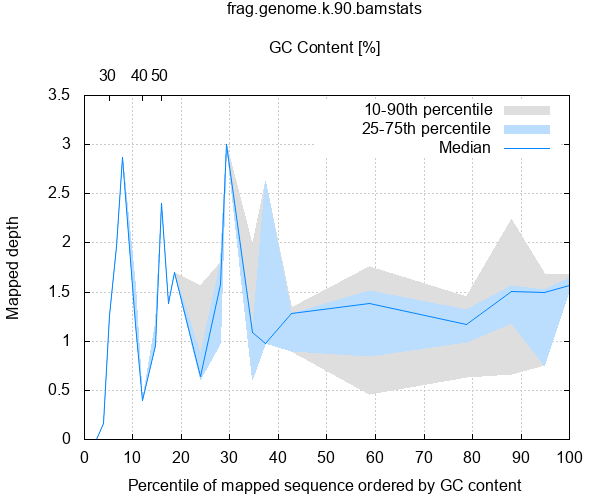 frag.genome.k.90.bamstats
GC Content [%]
30 40 50
3.5
3
2.5
2
1.5
1
0.5
0
Mapped depth
10-90th percentile
25-75th percentile
Median
0 10 20 30 40 50 60 70 80 90 100
Percentile of mapped sequence ordered by GC content